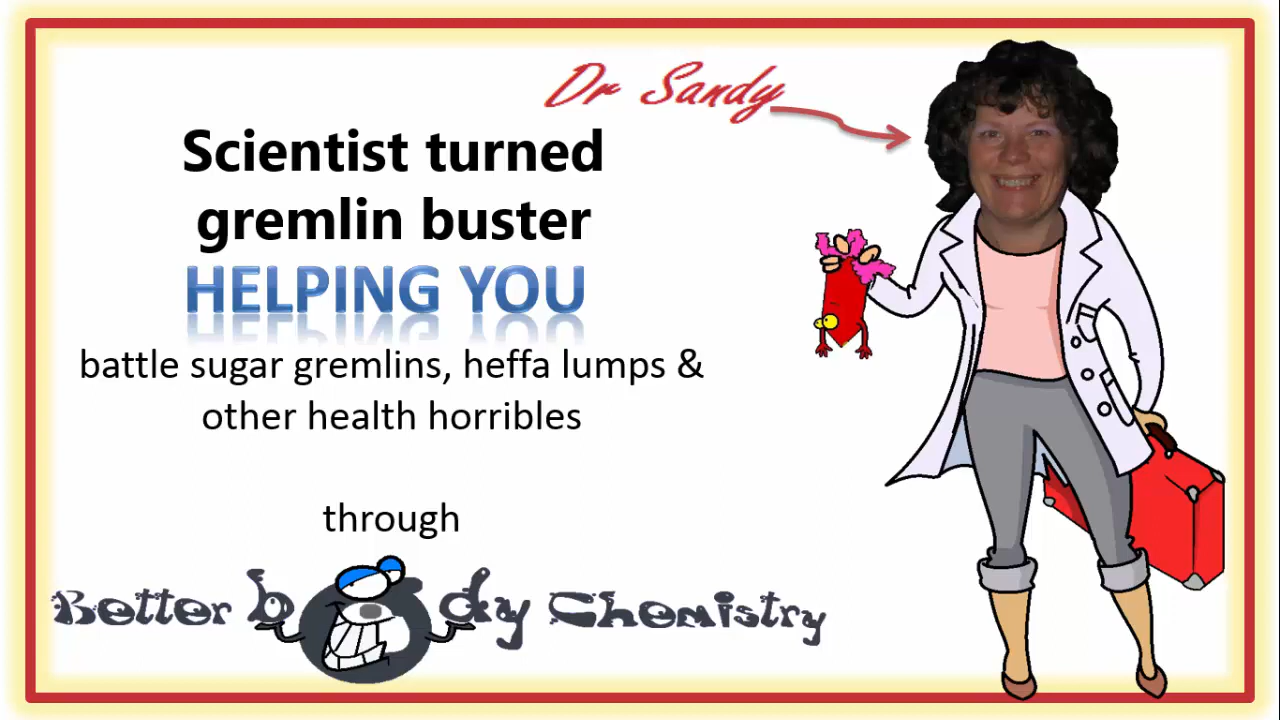 Dr Sandy
Scientist turned
gremlin buster
HELPING YOU
battle sugar gremlins, heffa lumps &
other health horribles
through
Better body Chemistry